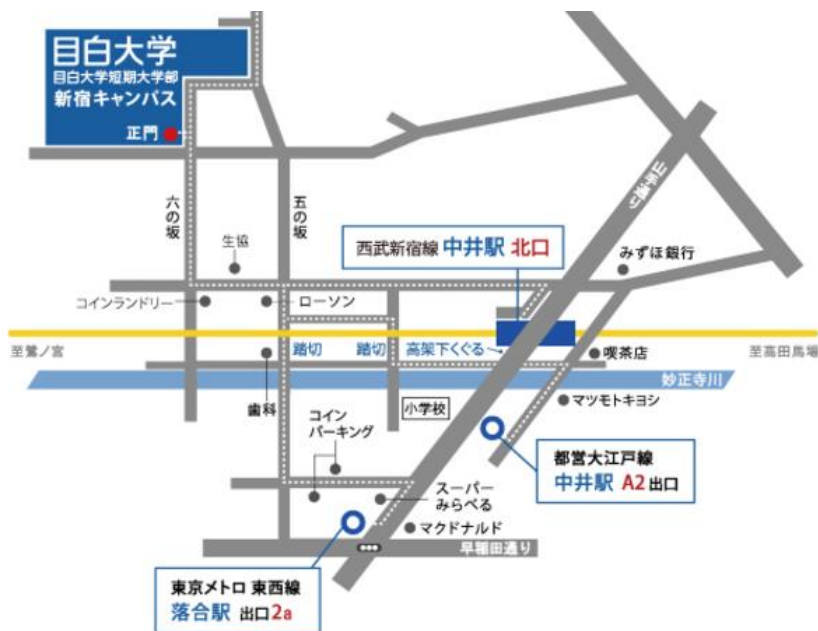 目白大学
目白大学短期大学部
新宿キャンパス
正門
山手通り
六の坂
五の坂
生協
西武新宿線 中井駅 北口
みずほ銀行
コインランドリー
ローソン
至鷺ノ宮
踏切
踏切
高架下くぐる
喫茶店
至高田馬場
妙正寺川
歯科
小学校
マツモトキヨシ
コイン
パーキング
都営大江戸線
中井駅 A2出口
スーパー
みらべる
マクドナルド
早稲田通り
東京メトロ 東西線
落合駅 出口2a